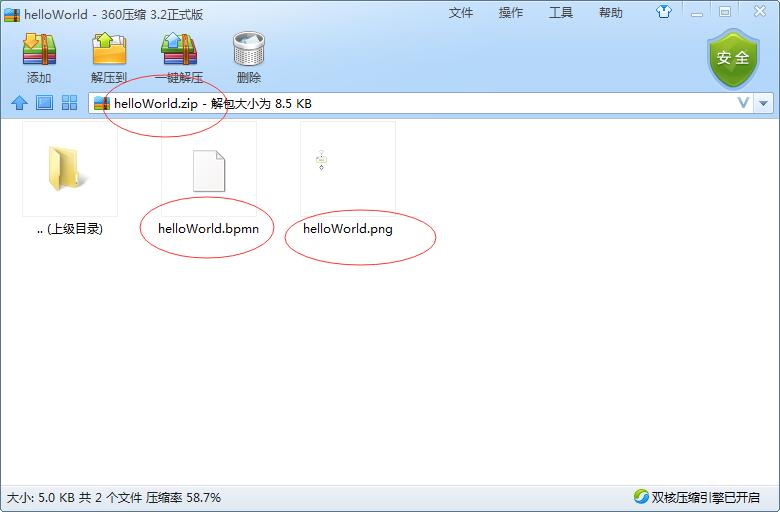 helloWorld - 360压缩 3.2正式版
文件 操作 工具 帮助
添加 解压到 一键解压 删除
安全
helloWorld.zip - 解包大小为 8.5 KB
.. (上级目录) helloWorld.bpmn helloWorld.png
大小: 5.0 KB 共 2 个文件 压缩率 58.7% 双核压缩引擎已开启